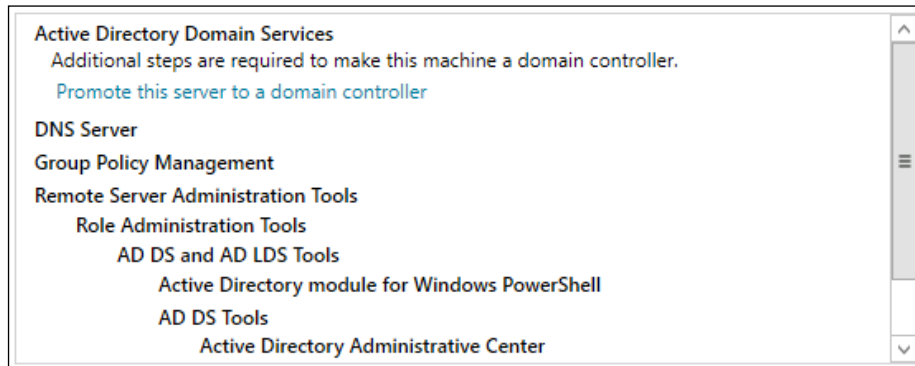 Active Directory Domain Services
Additional steps are required to make this machine a domain controller.
Promote this server to a domain controller
DNS Server
Group Policy Management
Remote Server Administration Tools
Role Administration Tools
AD DS and AD LDS Tools
Active Directory module for Windows PowerShell
AD DS Tools
Active Directory Administrative Center